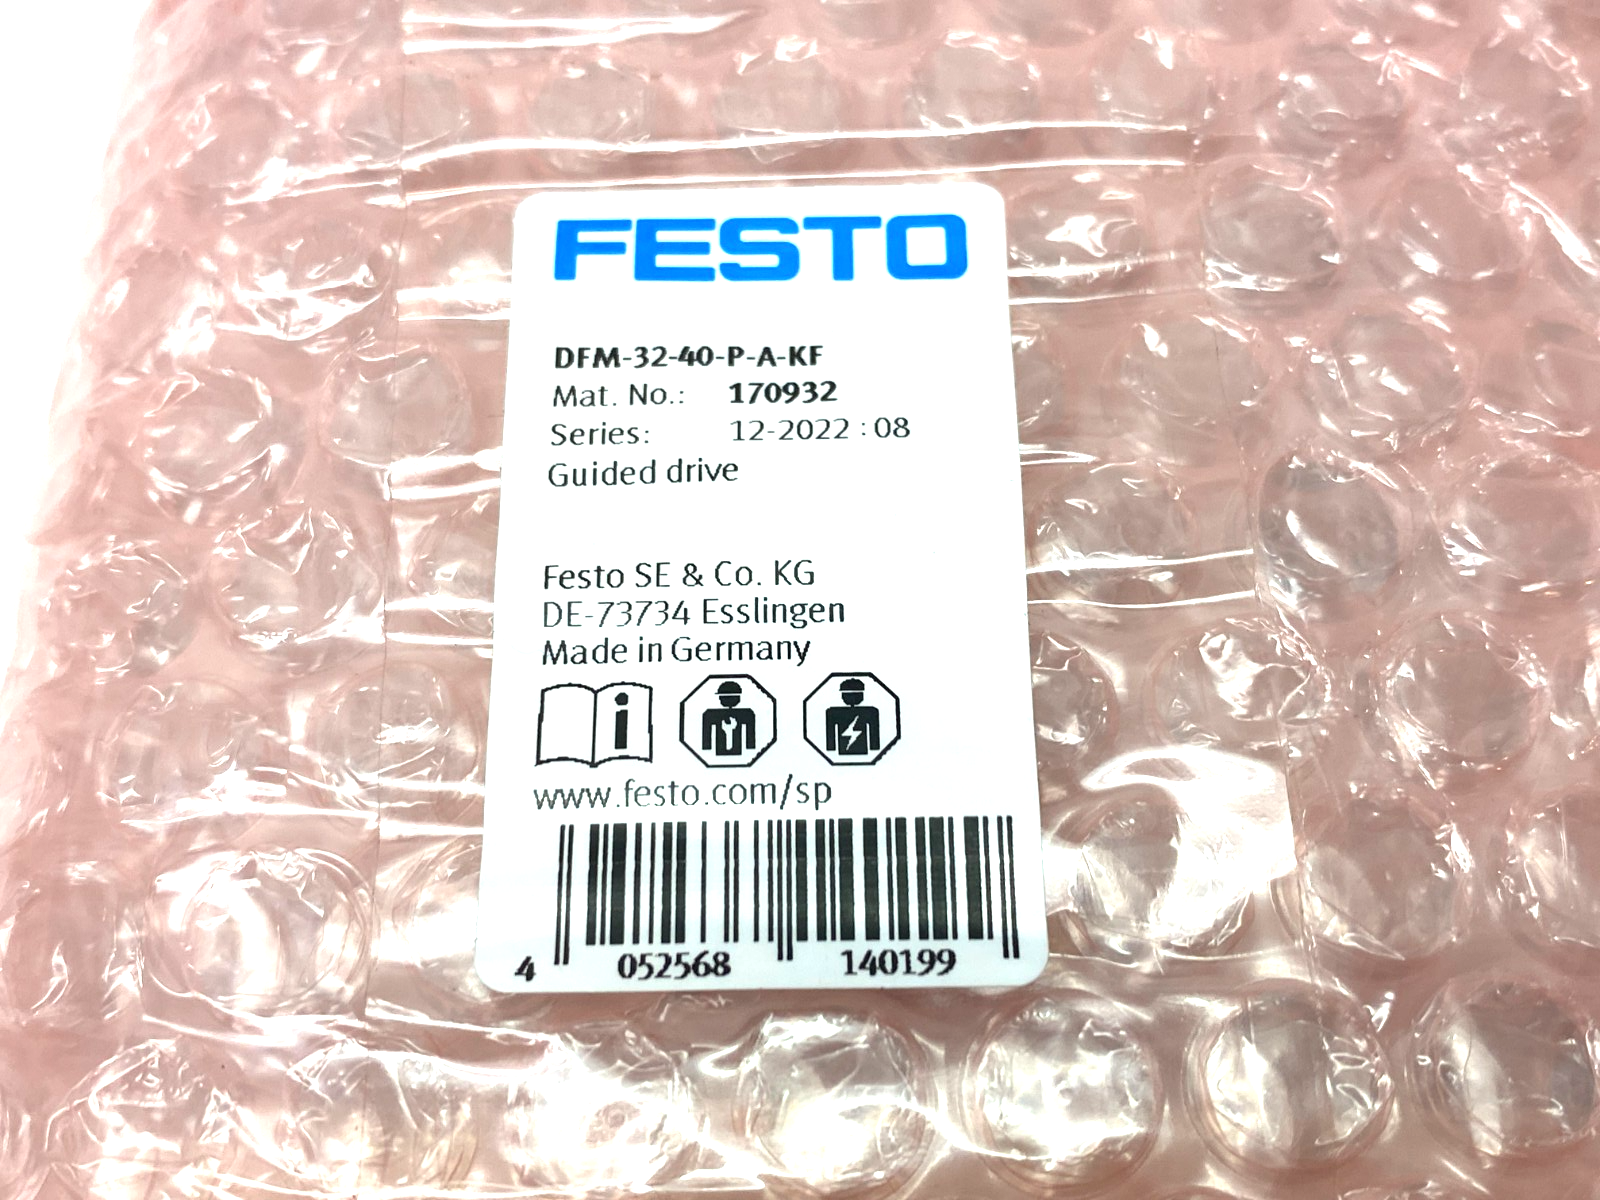 FESTO
DFM-32-40-P-A-KF
Mat. No.: 170932
Series: 12-2022 : 08
Guided drive
Festo SE & Co. KG
DE-73734 Esslingen
Made in Germany
www.festo.com/sp
4 052568 140199